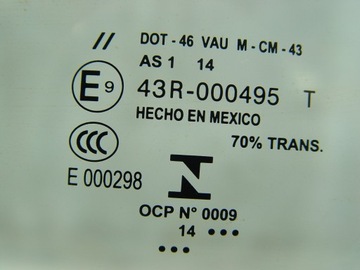 // DOT - 46 VAU M - CM - 43
AS 1 14
E 9 43R-000495 T
HECHO EN MEXICO
CCC 70% TRANS.
E 000298
N
OCP N° 0009
14 •••
•••